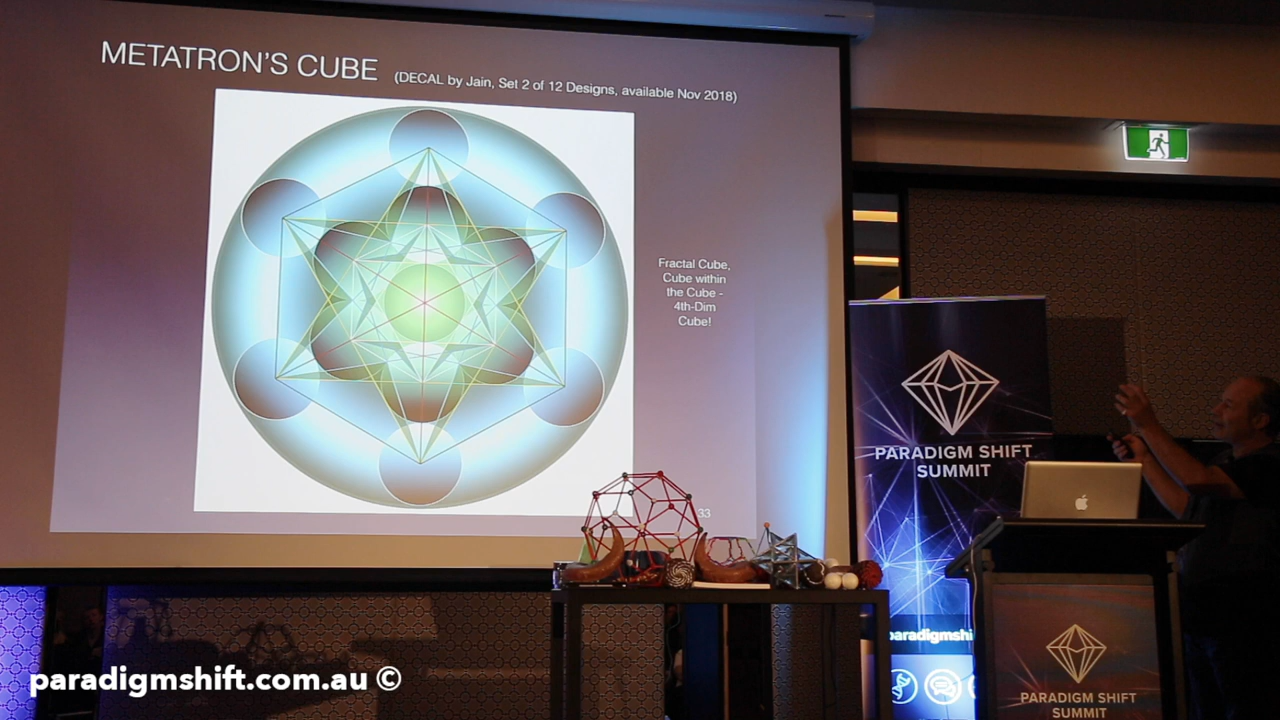 METATRON'S CUBE (DECAL by Jain, Set 2 of 12 Designs, available Nov 2018)
Fractal Cube,
Cube within
the Cube -
4th-Dim
Cube!
33
PARADIGM SHIFT
SUMMIT
paradigmshi
PARADIGM SHIFT
SUMMIT
paradigmshift.com.au ©